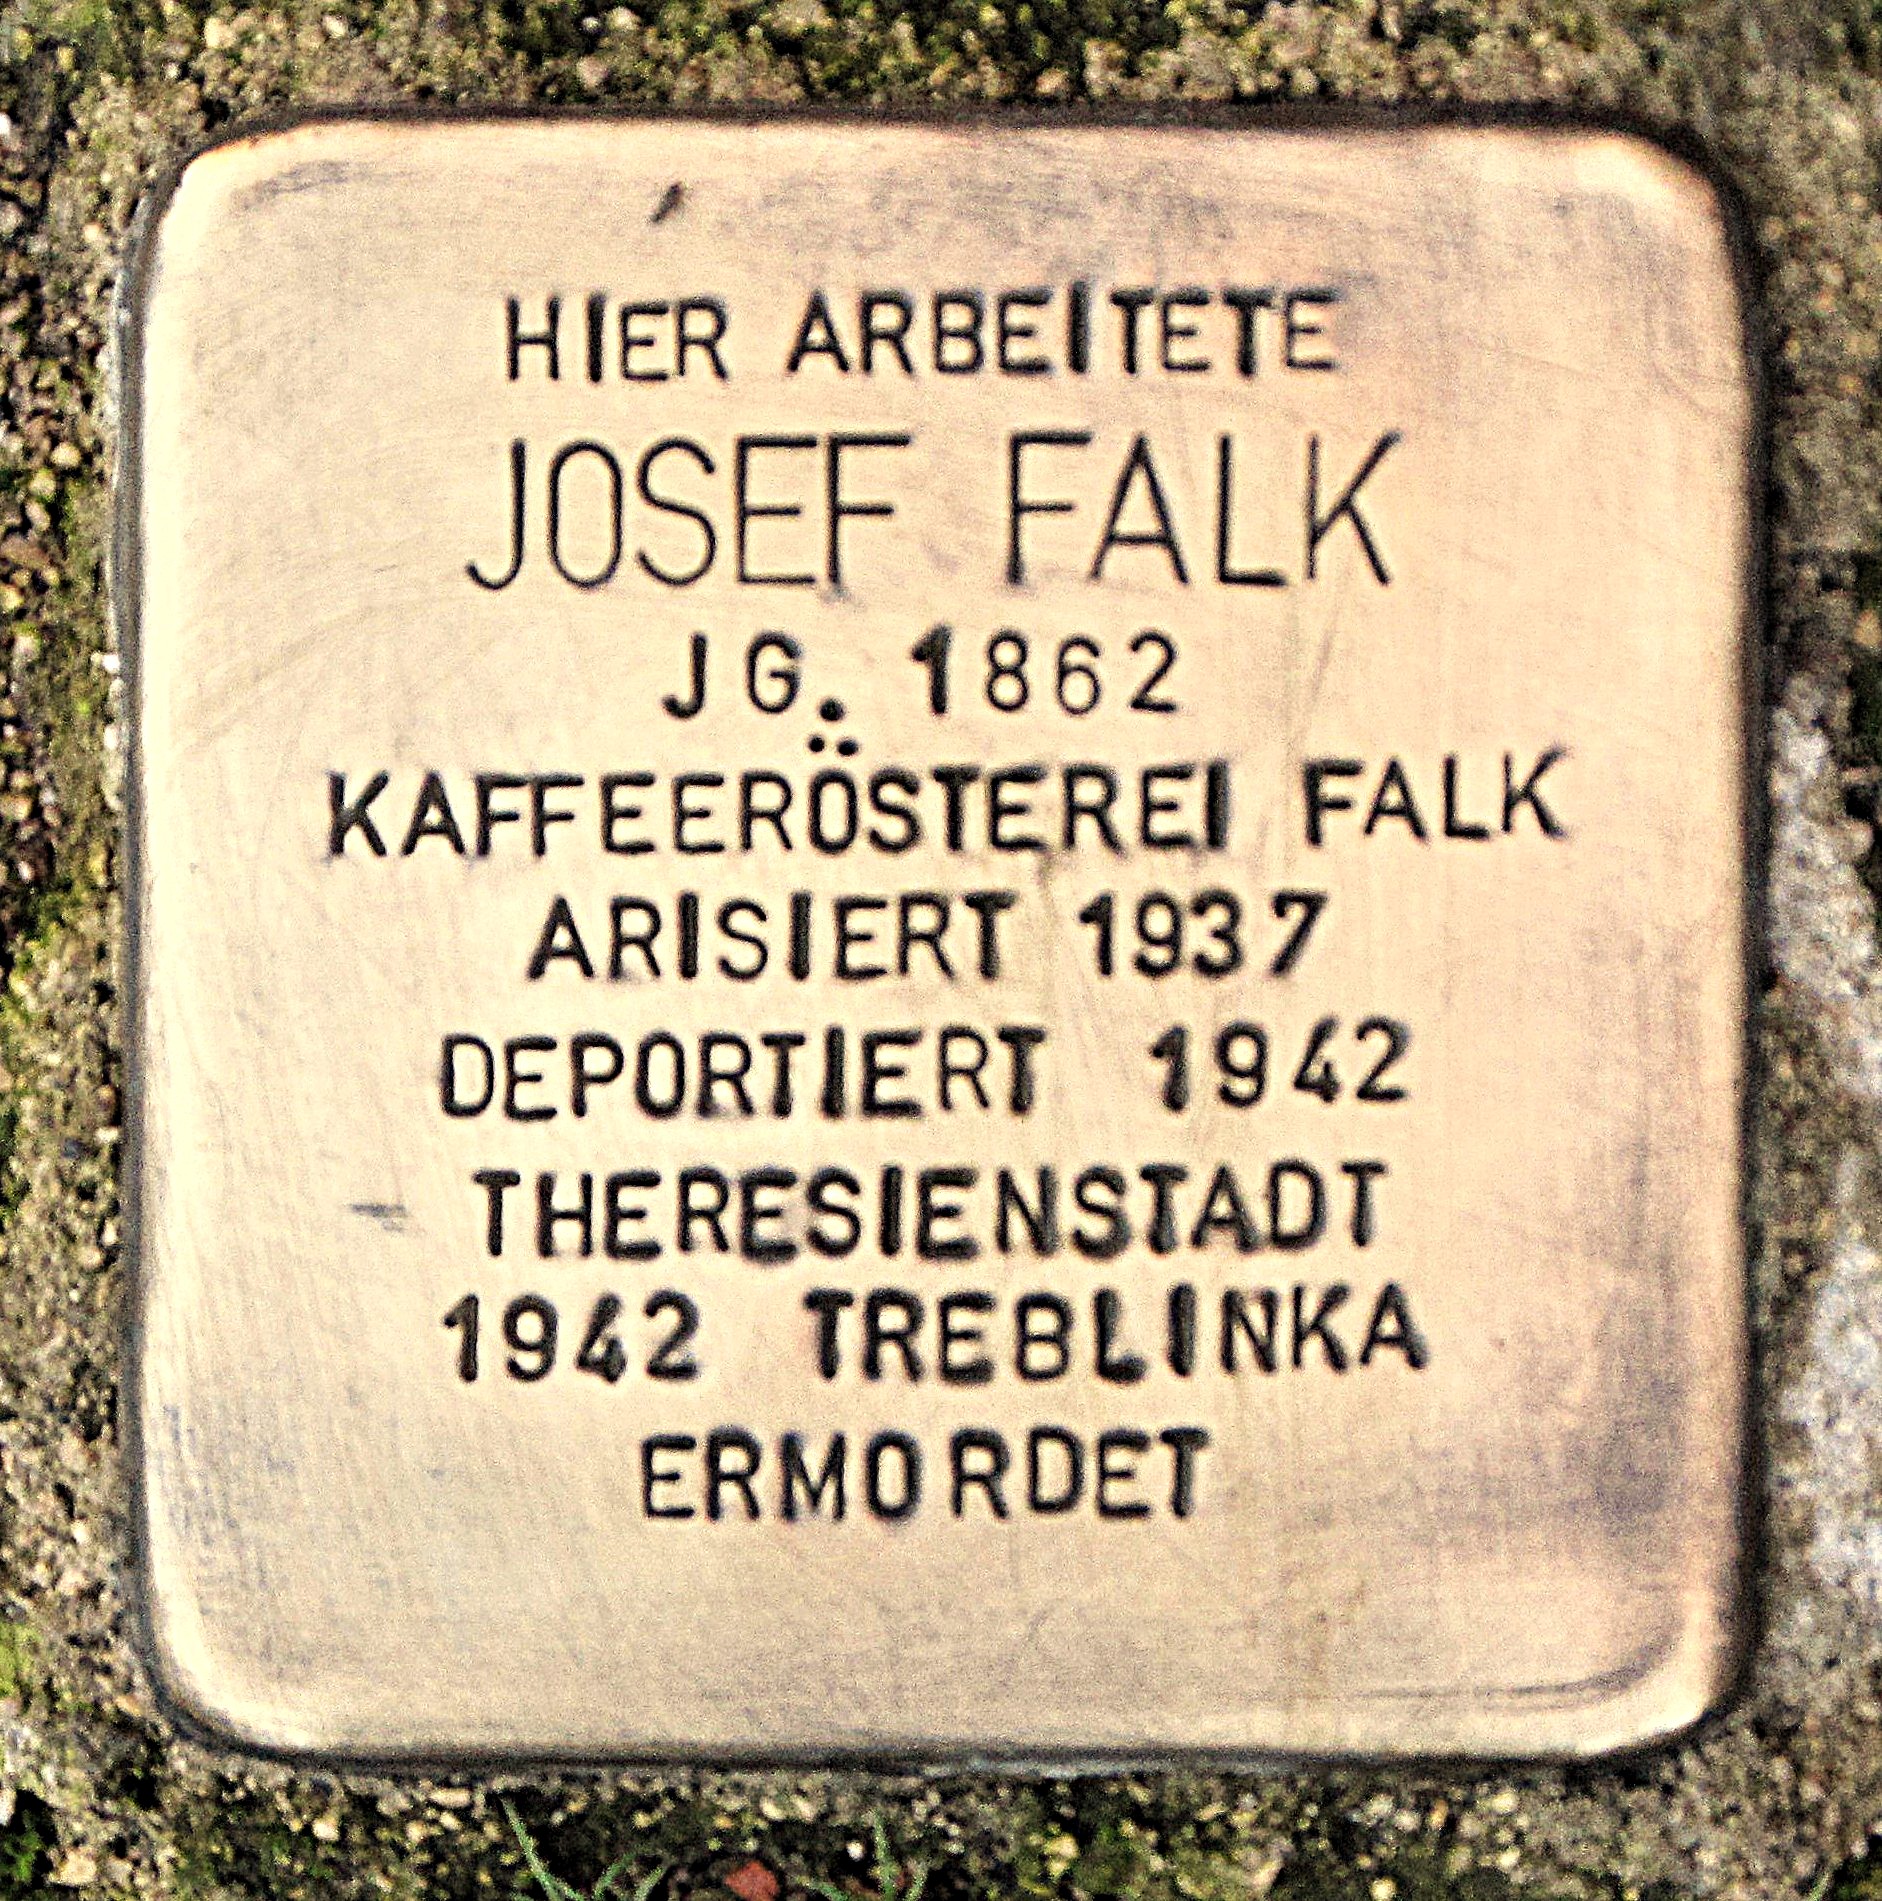 HIER ARBEITETE
JOSEF FALK
JG. 1862
KAFFEERÖSTEREI FALK
ARISIERT 1937
DEPORTIERT 1942
THERESIENSTADT
1942 TREBLINKA
ERMORDET